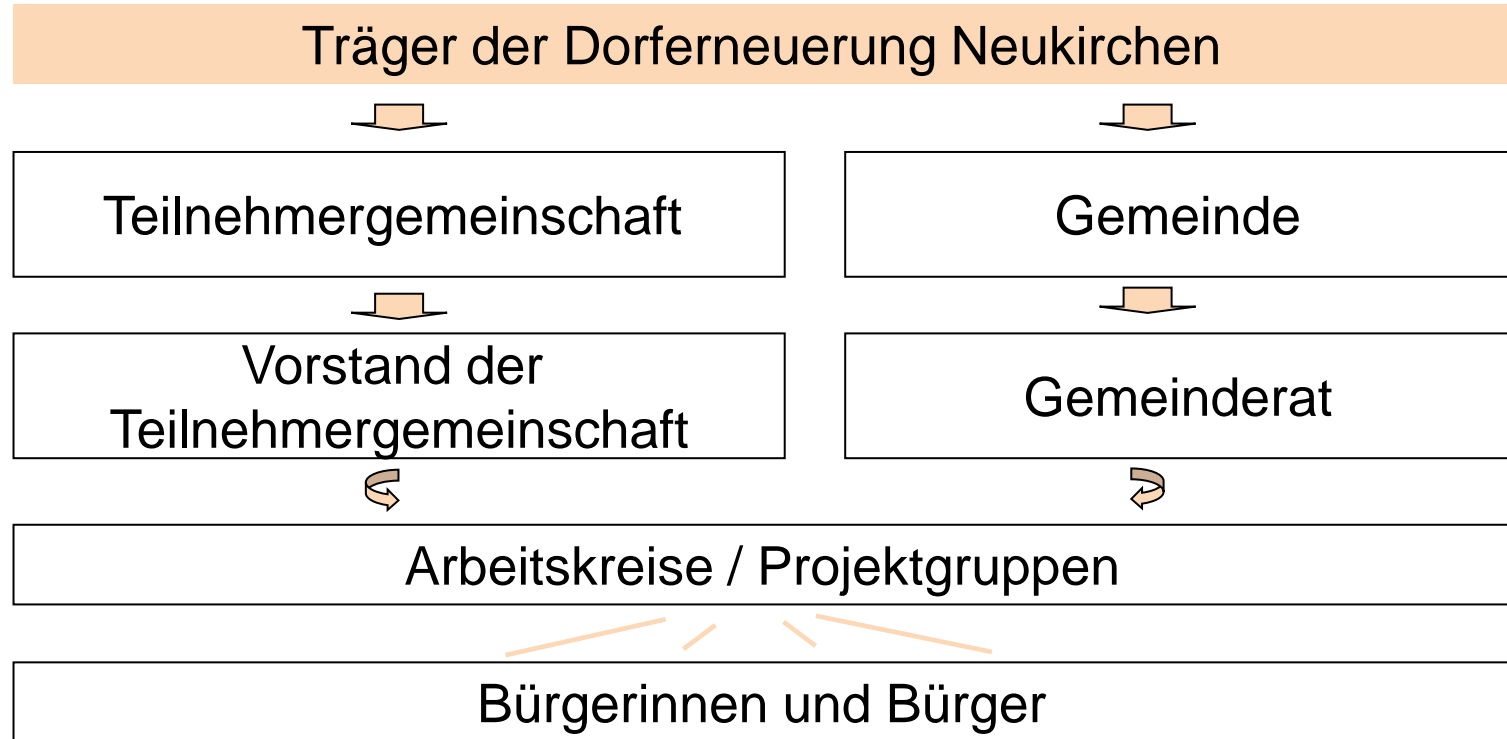 Träger der Dorferneuerung Neukirchen
Teilnehmergemeinschaft
Gemeinde
Vorstand der
Teilnehmergemeinschaft
Gemeinderat
Arbeitskreise / Projektgruppen
Bürgerinnen und Bürger